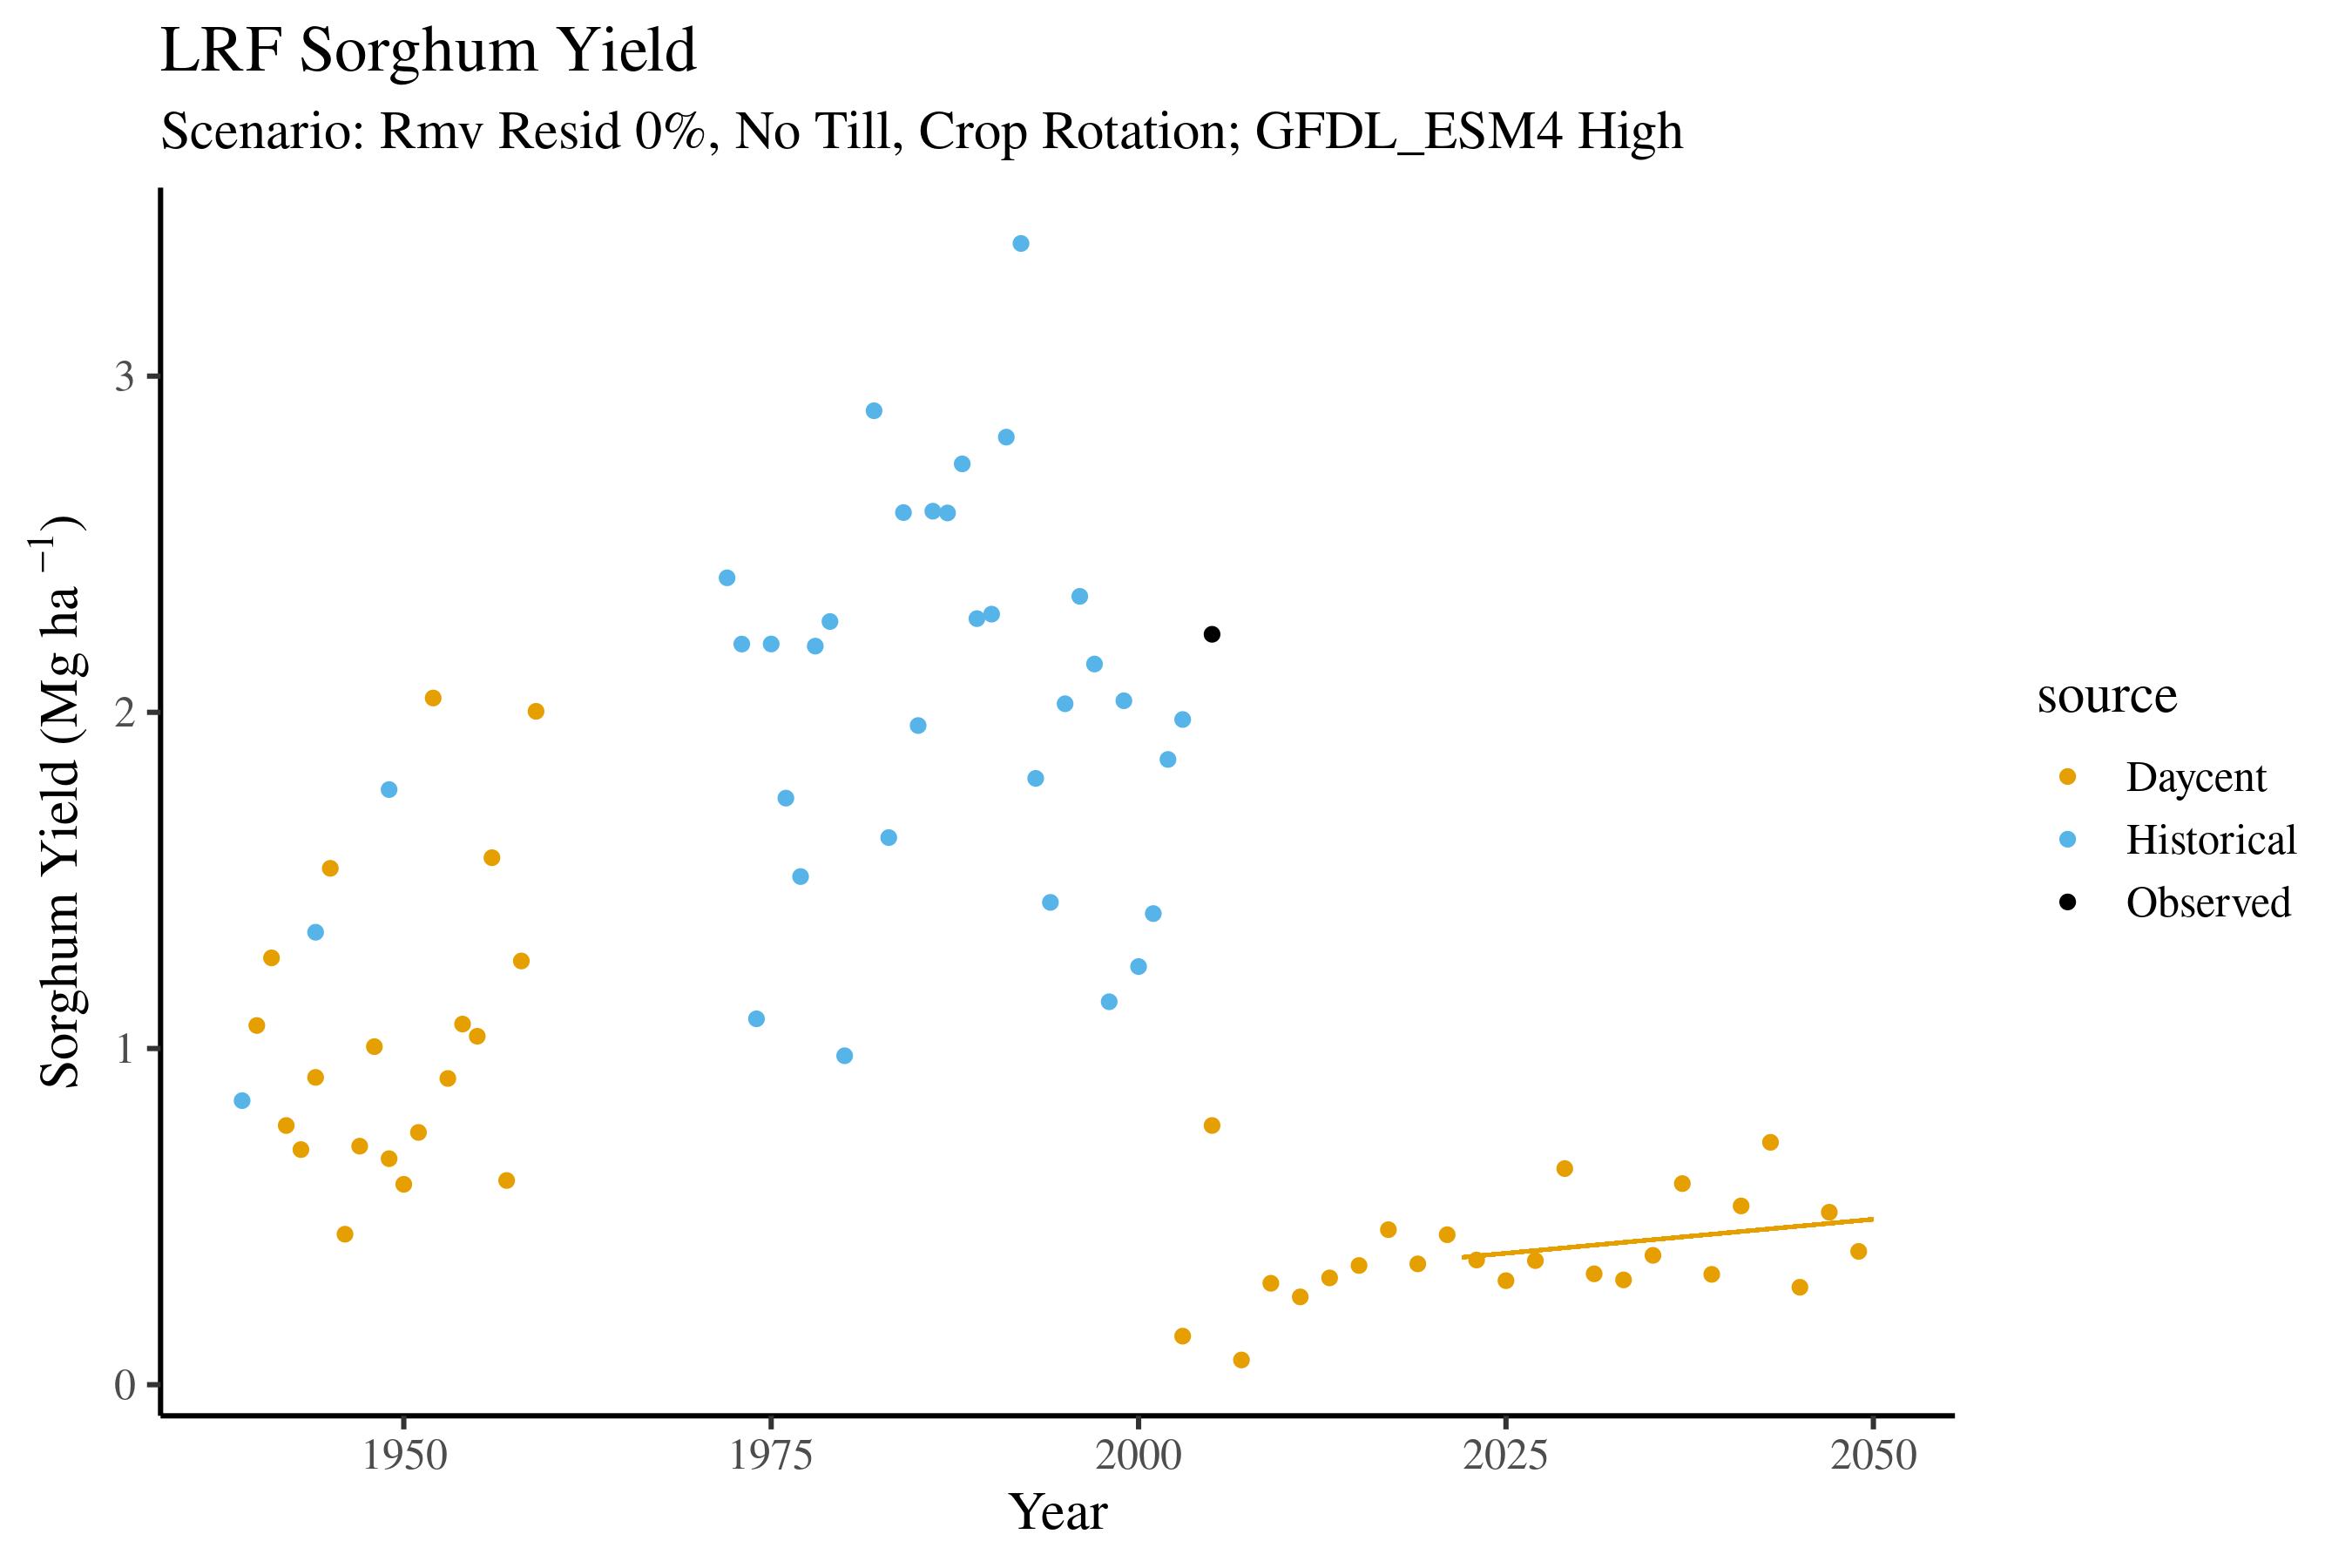 LRF Sorghum Yield
Scenario: Rmv Resid 0%, No Till, Crop Rotation; GFDL_ESM4 High
Sorghum Yield (Mg ha⁻¹)
3
2
1
0
1950
1975
2000
2025
2050
Year
source
Daycent
Historical
Observed